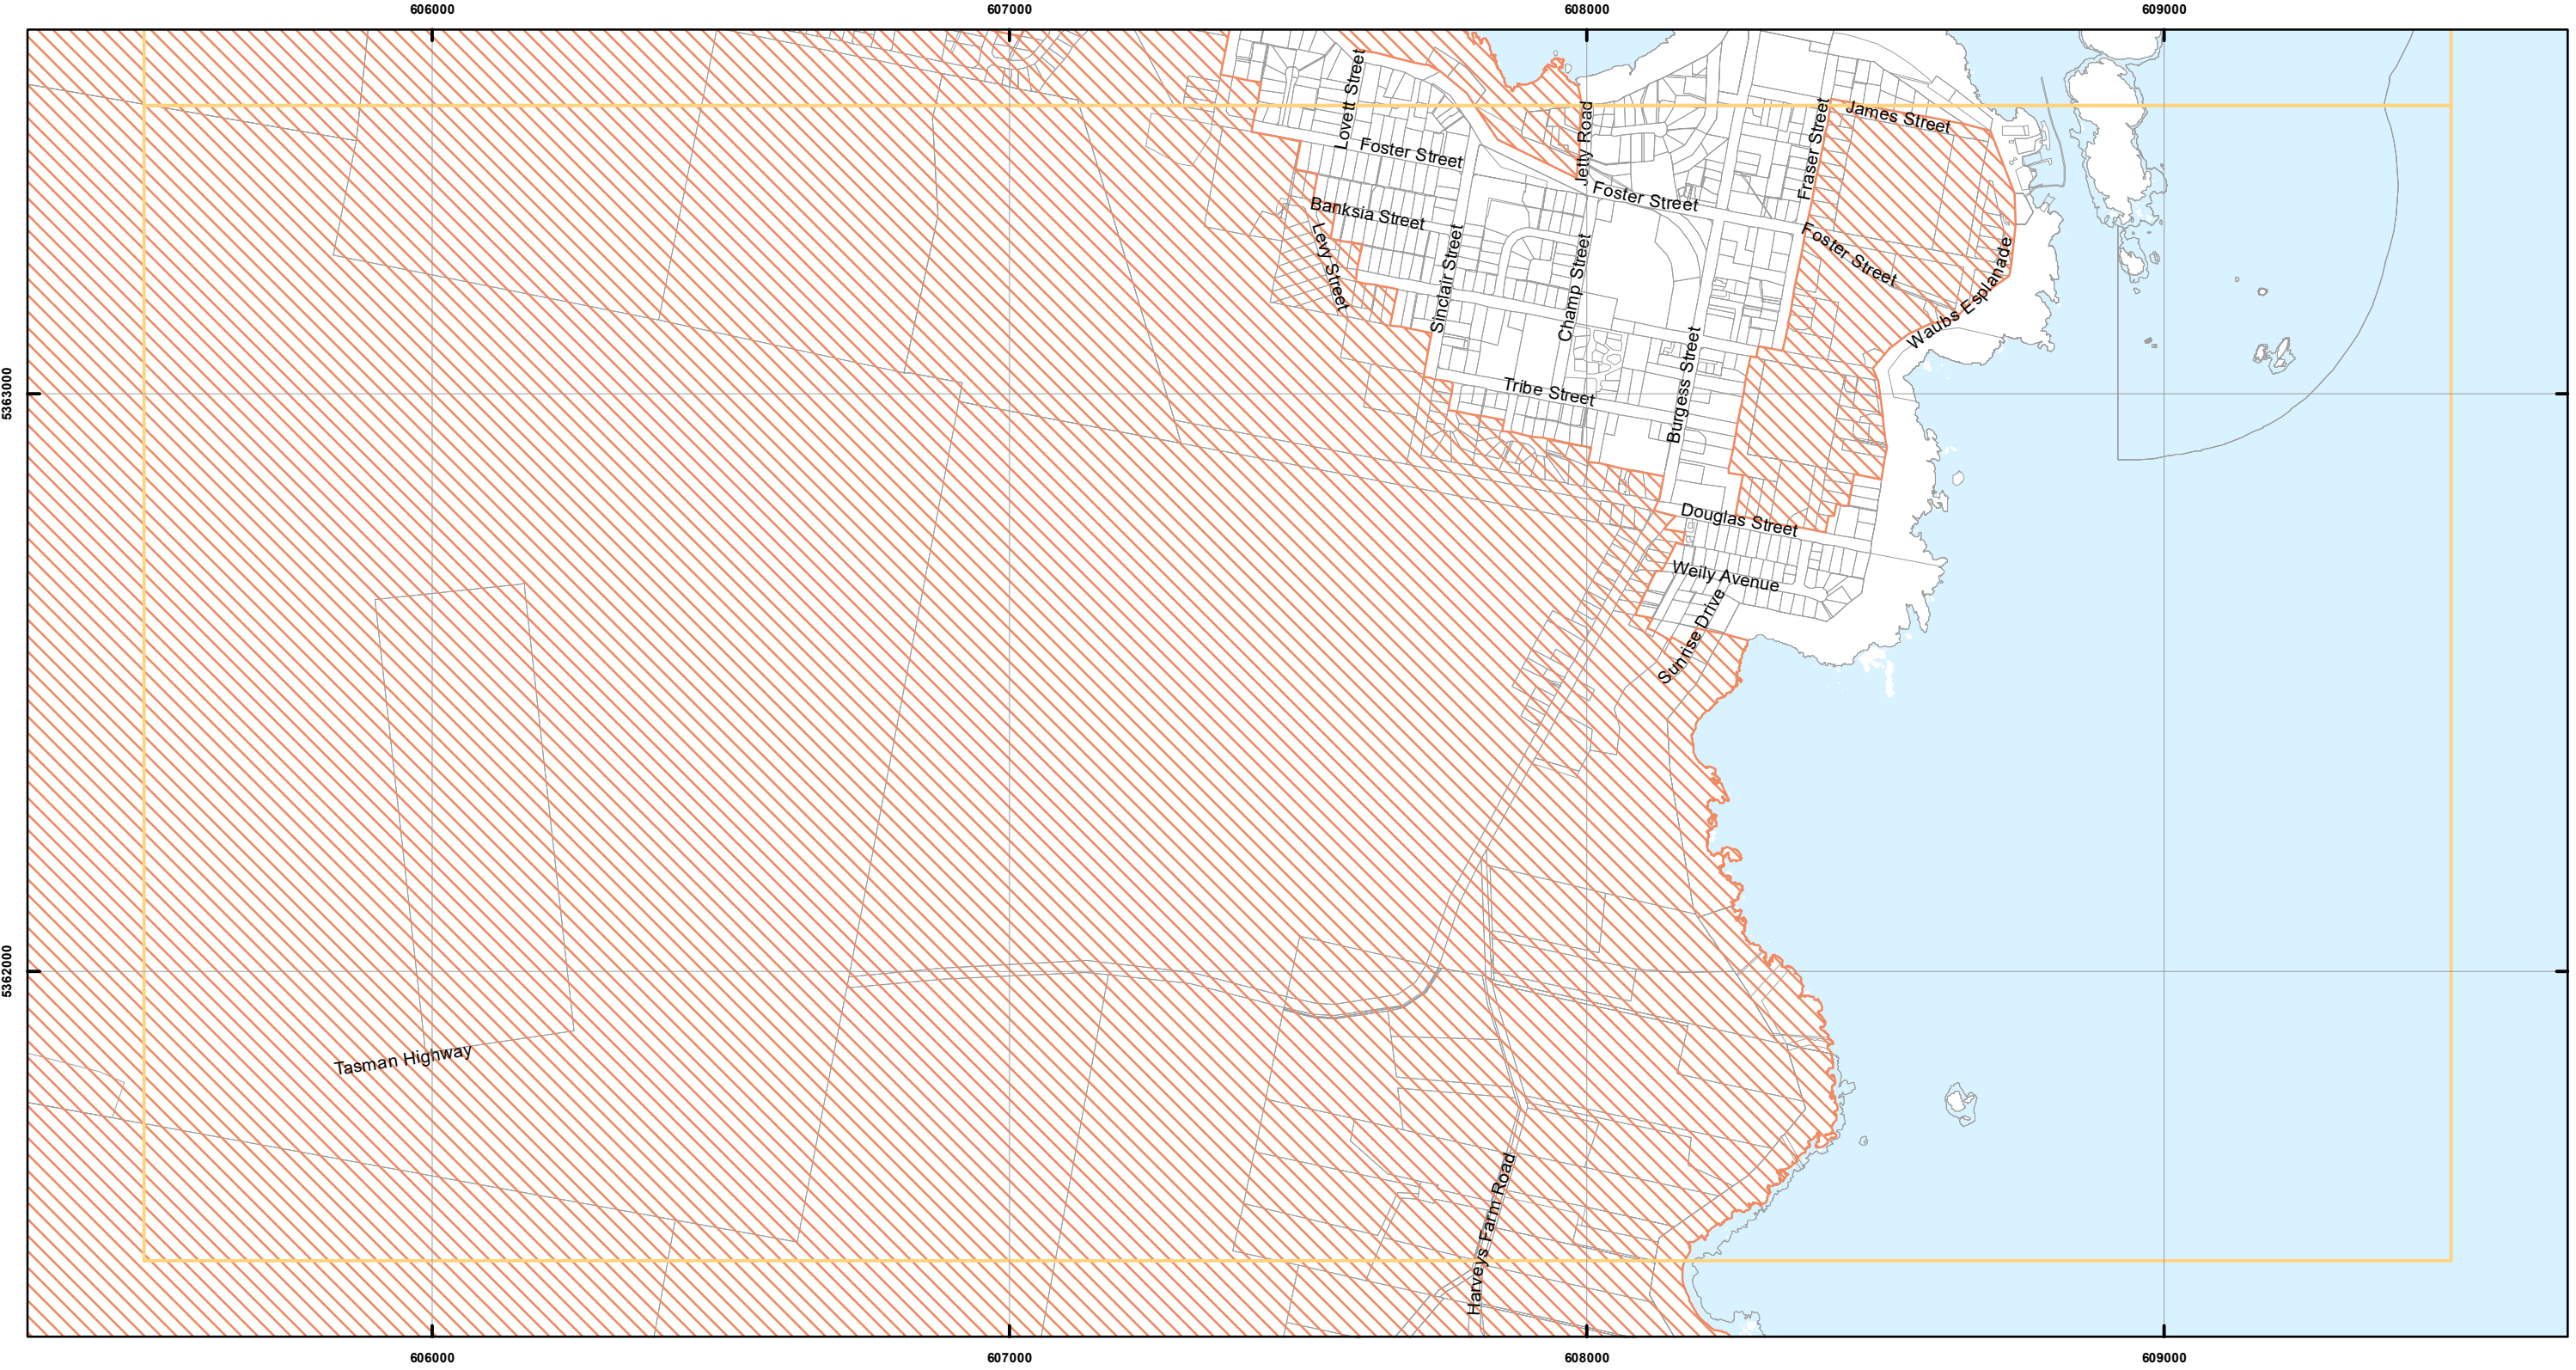 606000
607000
608000
609000
Lovett Street
Jetty Road
Fraser Street
James Street
Foster Street
Foster Street
Banksia Street
Levy Street
Sinclair Street
Champ Street
Foster Street
Waubs Esplanade
5363000
Tribe Street
Burgess Street
Douglas Street
Weily Avenue
Sunrise Drive
5362000
Tasman Highway
Harveys Farm Road
606000
607000
608000
609000